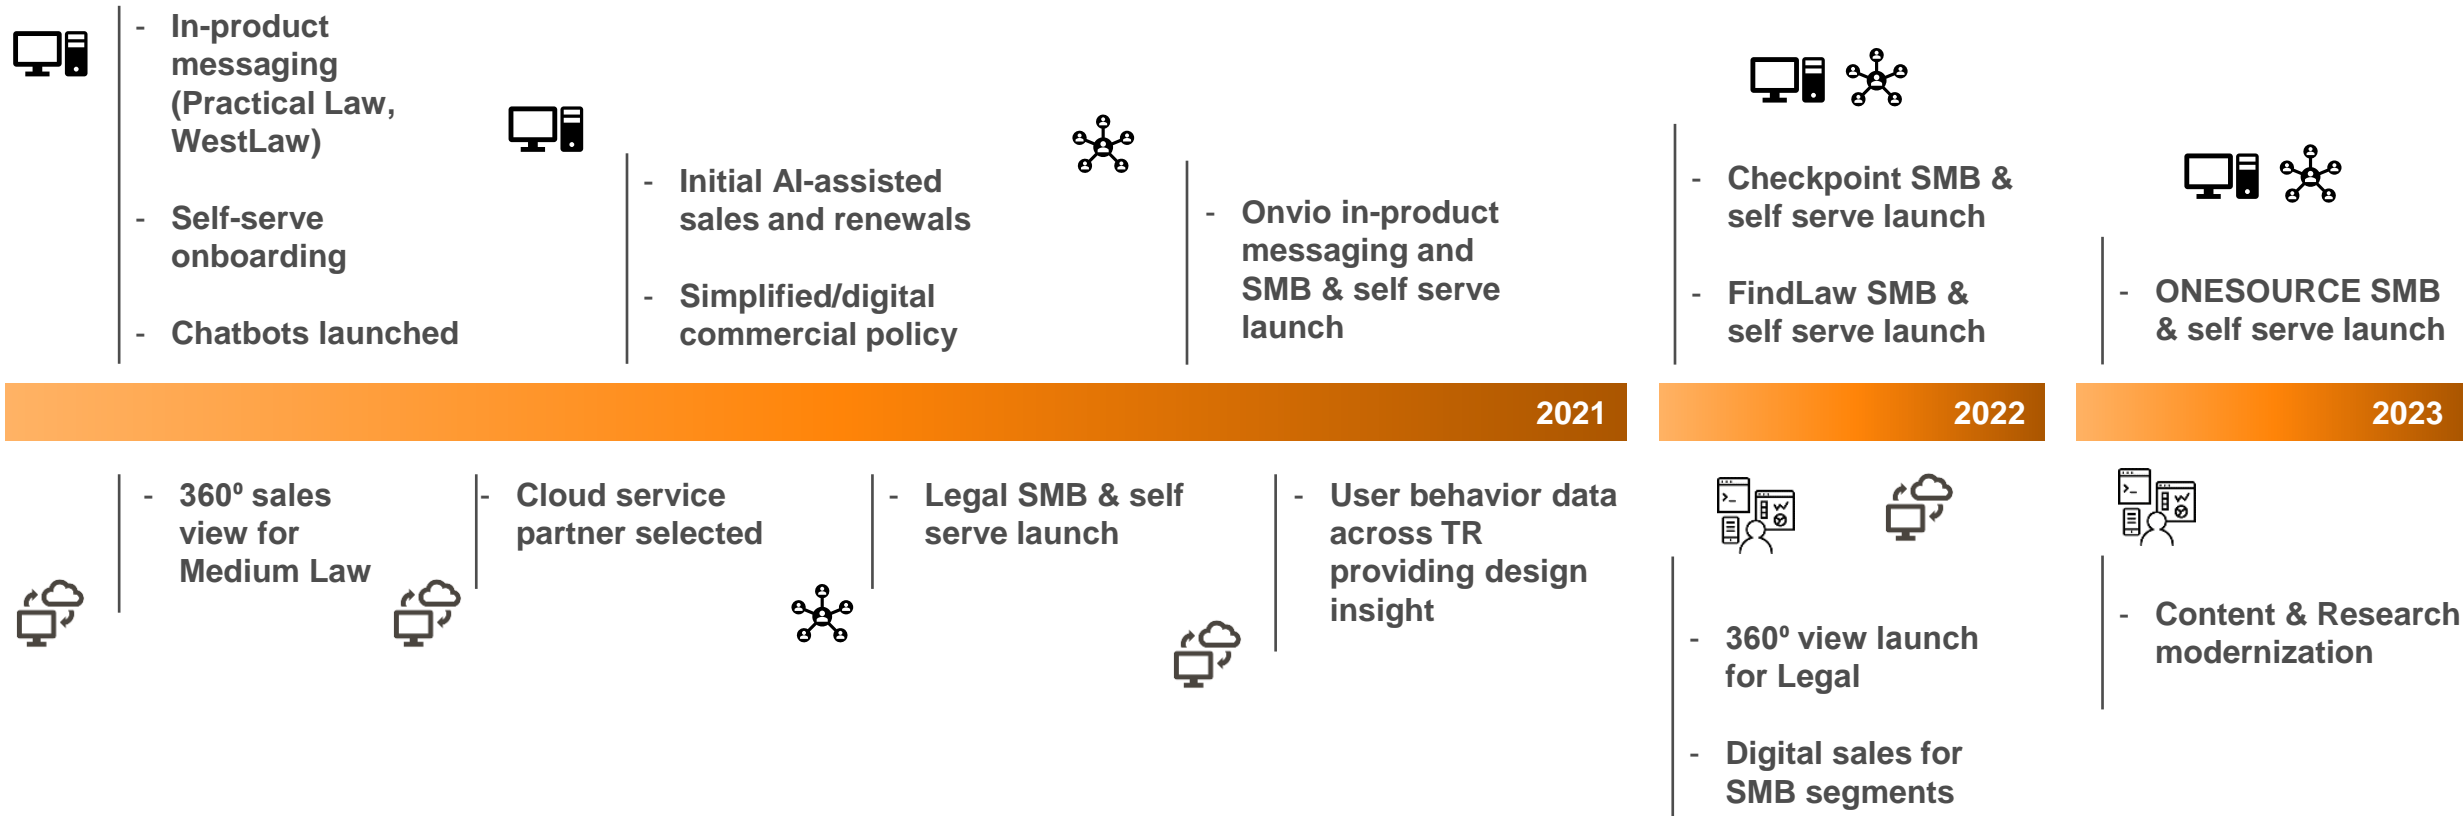 - In-product
messaging
(Practical Law,
WestLaw)
- Self-serve
onboarding
- Chatbots launched
- Initial AI-assisted
sales and renewals
- Simplified/digital
commercial policy
- Onvio in-product
messaging and
SMB & self serve
launch
- Checkpoint SMB &
self serve launch
- FindLaw SMB &
self serve launch
- ONESOURCE SMB
& self serve launch
2021
2022
2023
- 360º sales
view for
Medium Law
- Cloud service
partner selected
- Legal SMB & self
serve launch
- User behavior data
across TR
providing design
insight
- 360º view launch
for Legal
- Digital sales for
SMB segments
- Content & Research
modernization